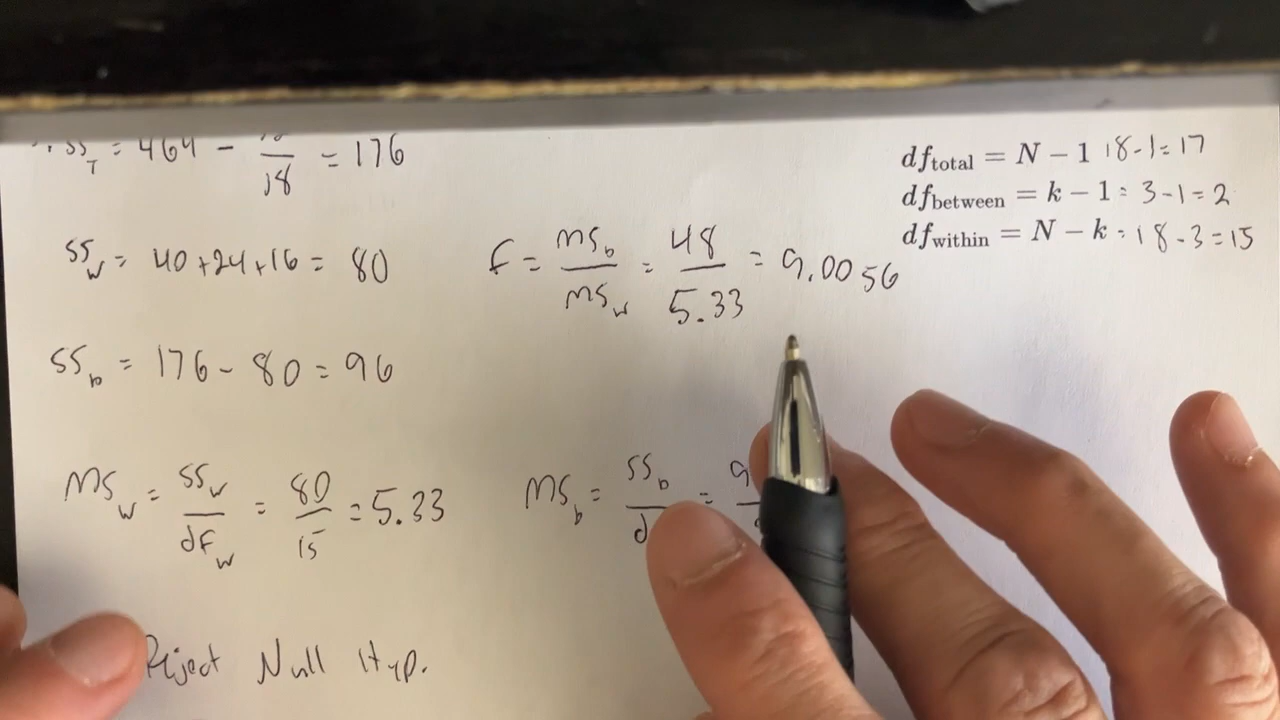 SS_T = 464 - /18 = 176
df_total = N - 1 18-1=17
df_between = k - 1 = 3-1=2
df_within = N - k = 18-3=15
SS_w = 40+24+16 = 80
F = MS_b/MS_w = 48/5.33 = 9.0056
SS_b = 176 - 80 = 96
MS_w = SS_w/dF_w = 80/15 = 5.33
MS_b = SS_b/d = 9
Reject Null Hyp.